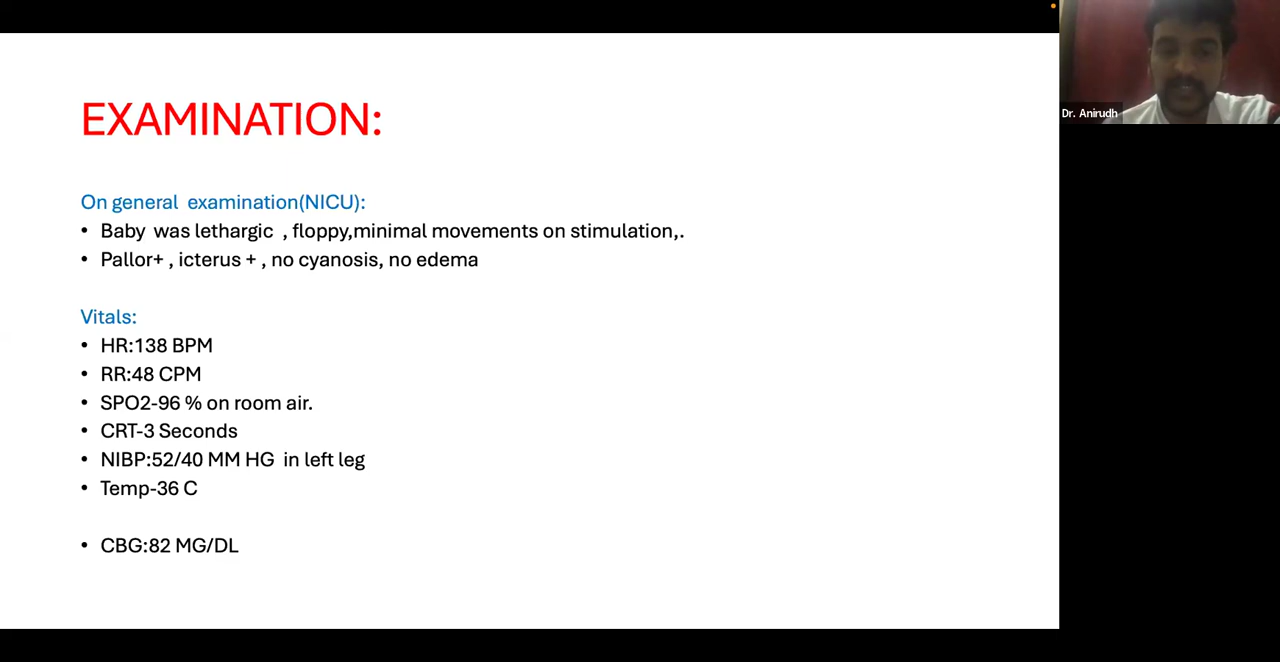 EXAMINATION:
On general examination(NICU):
• Baby was lethargic , floppy,minimal movements on stimulation,.
• Pallor+ , icterus + , no cyanosis, no edema
Vitals:
• HR:138 BPM
• RR:48 CPM
• SPO2-96 % on room air.
• CRT-3 Seconds
• NIBP:52/40 MM HG in left leg
• Temp-36 C
• CBG:82 MG/DL
Dr. Anirudh